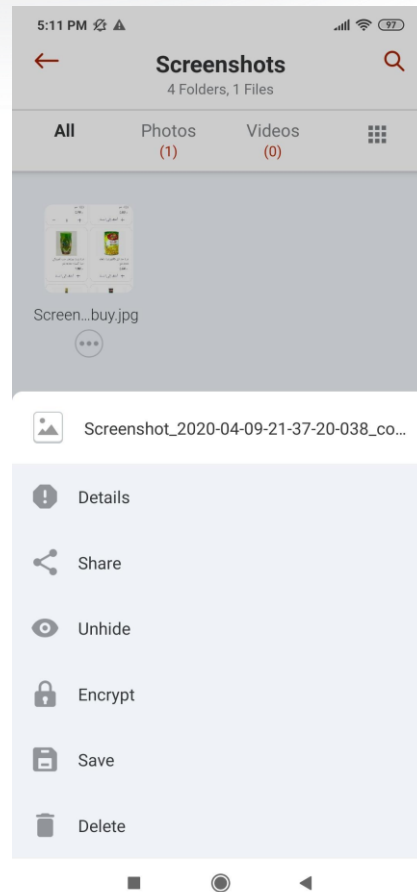 5:11 PM
97
Screenshots
4 Folders, 1 Files
All
Photos
(1)
Videos
(0)
Screen...buy.jpg
Screenshot_2020-04-09-21-37-20-038_co...
Details
Share
Unhide
Encrypt
Save
Delete